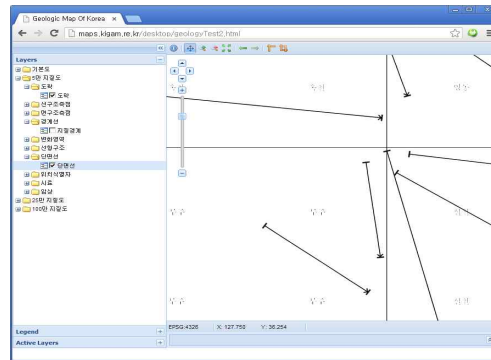 Geologic Map Of Korea
maps.kigam.re.kr/desktop/geologyTest2.html
Layers
기본도
5만 지질도
도곽
도곽
선구조측점
면구조측점
경계선
지질경계
변화영역
선형구조
단면선
단면선
위치식별자
시료
암상
25만 지질도
100만 지질도
Legend
Active Layers
EPSG:4326 X: 127.750 Y: 36.254